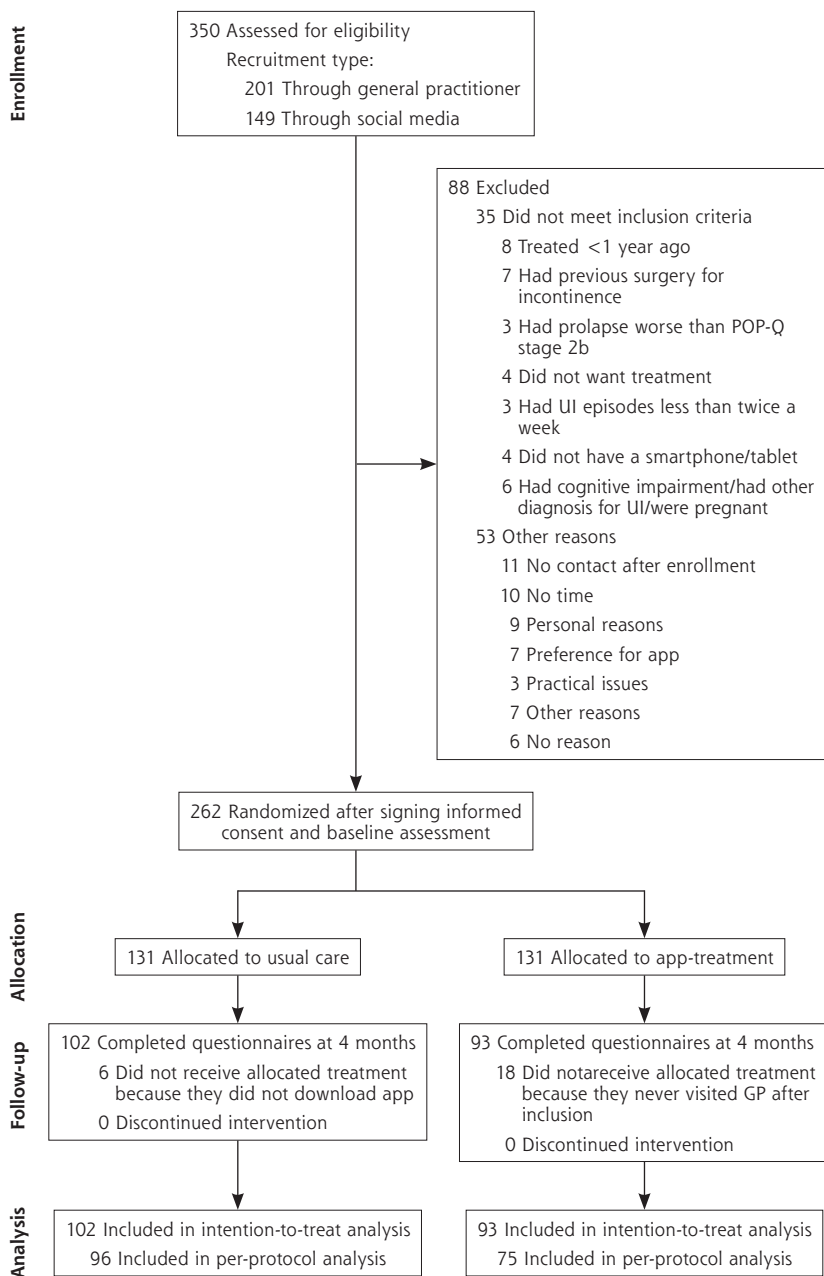 Enrollment
350 Assessed for eligibility
Recruitment type:
201 Through general practitioner
149 Through social media
88 Excluded
35 Did not meet inclusion criteria
8 Treated <1 year ago
7 Had previous surgery for
incontinence
3 Had prolapse worse than POP-Q
stage 2b
4 Did not want treatment
3 Had UI episodes less than twice a
week
4 Did not have a smartphone/tablet
6 Had cognitive impairment/had other
diagnosis for UI/were pregnant
53 Other reasons
11 No contact after enrollment
10 No time
9 Personal reasons
7 Preference for app
3 Practical issues
7 Other reasons
6 No reason
262 Randomized after signing informed
consent and baseline assessment
Allocation
131 Allocated to usual care
131 Allocated to app-treatment
Follow-up
102 Completed questionnaires at 4 months
6 Did not receive allocated treatment
because they did not download app
0 Discontinued intervention
93 Completed questionnaires at 4 months
18 Did notareceive allocated treatment
because they never visited GP after
inclusion
0 Discontinued intervention
Analysis
102 Included in intention-to-treat analysis
96 Included in per-protocol analysis
93 Included in intention-to-treat analysis
75 Included in per-protocol analysis